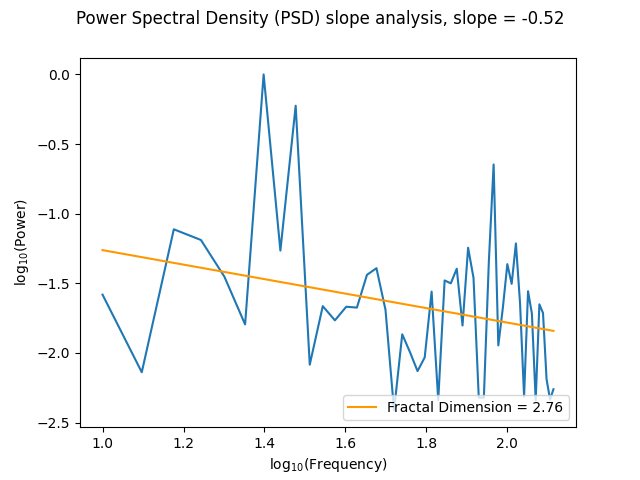 Power Spectral Density (PSD) slope analysis, slope = -0.52
0.0
−0.5
−1.0
−1.5
−2.0
−2.5
log₁₀(Power)
Fractal Dimension = 2.76
1.0 1.2 1.4 1.6 1.8 2.0
log₁₀(Frequency)